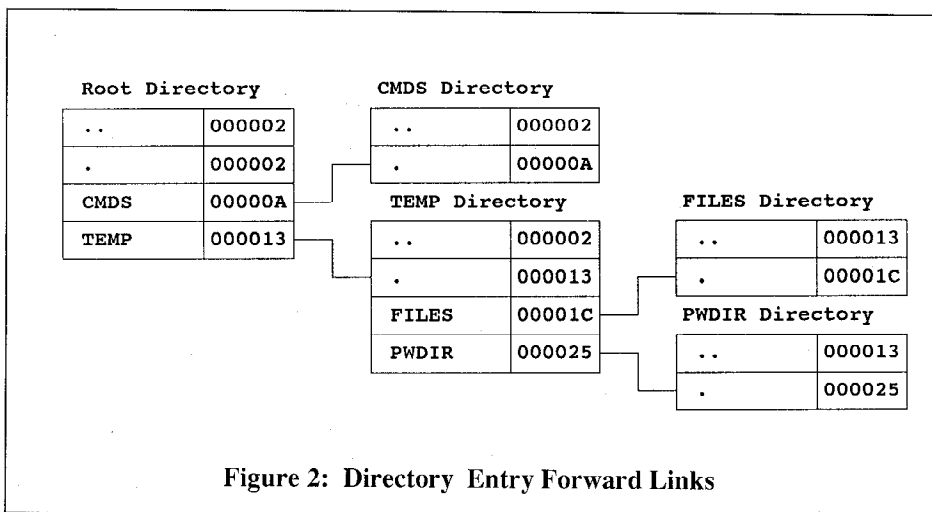 Root Directory
.. 000002
. 000002
CMDS 00000A
TEMP 000013
CMDS Directory
.. 000002
. 00000A
TEMP Directory
.. 000002
. 000013
FILES 00001C
PWDIR 000025
FILES Directory
.. 000013
. 00001C
PWDIR Directory
.. 000013
. 000025
Figure 2: Directory Entry Forward Links